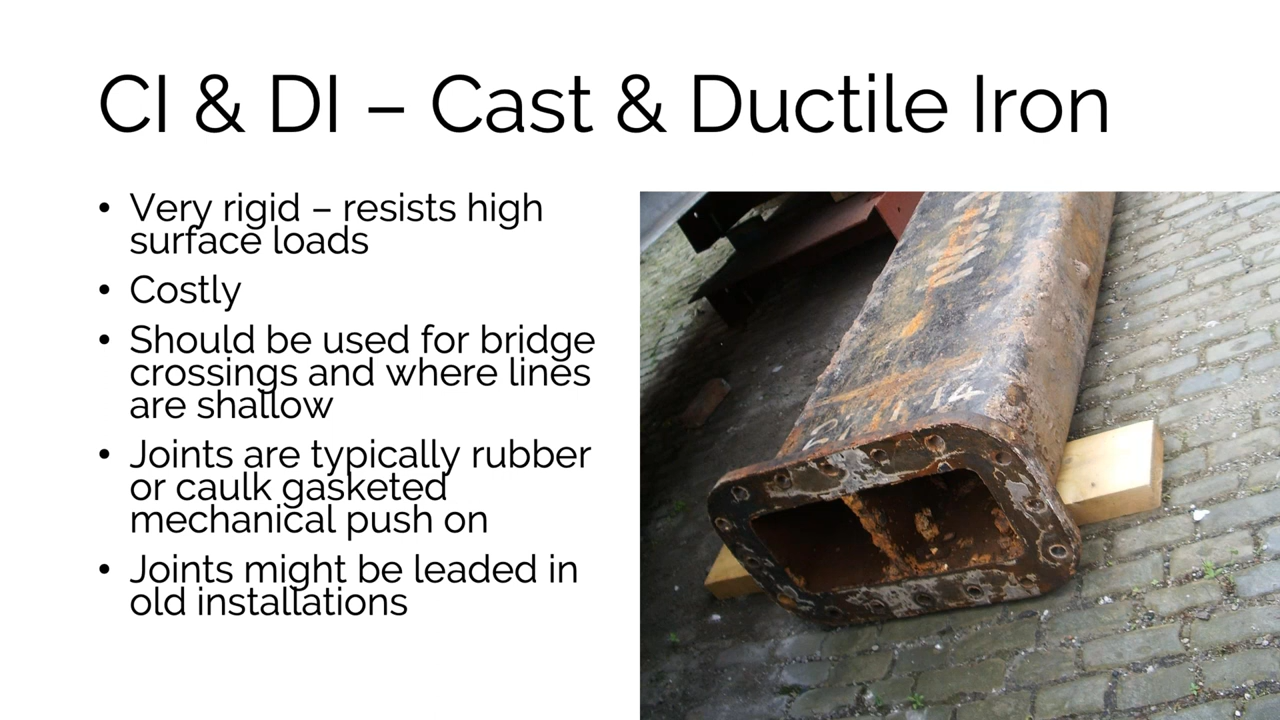 CI & DI – Cast & Ductile Iron
• Very rigid – resists high
surface loads
• Costly
• Should be used for bridge
crossings and where lines
are shallow
• Joints are typically rubber
or caulk gasketed
mechanical push on
• Joints might be leaded in
old installations